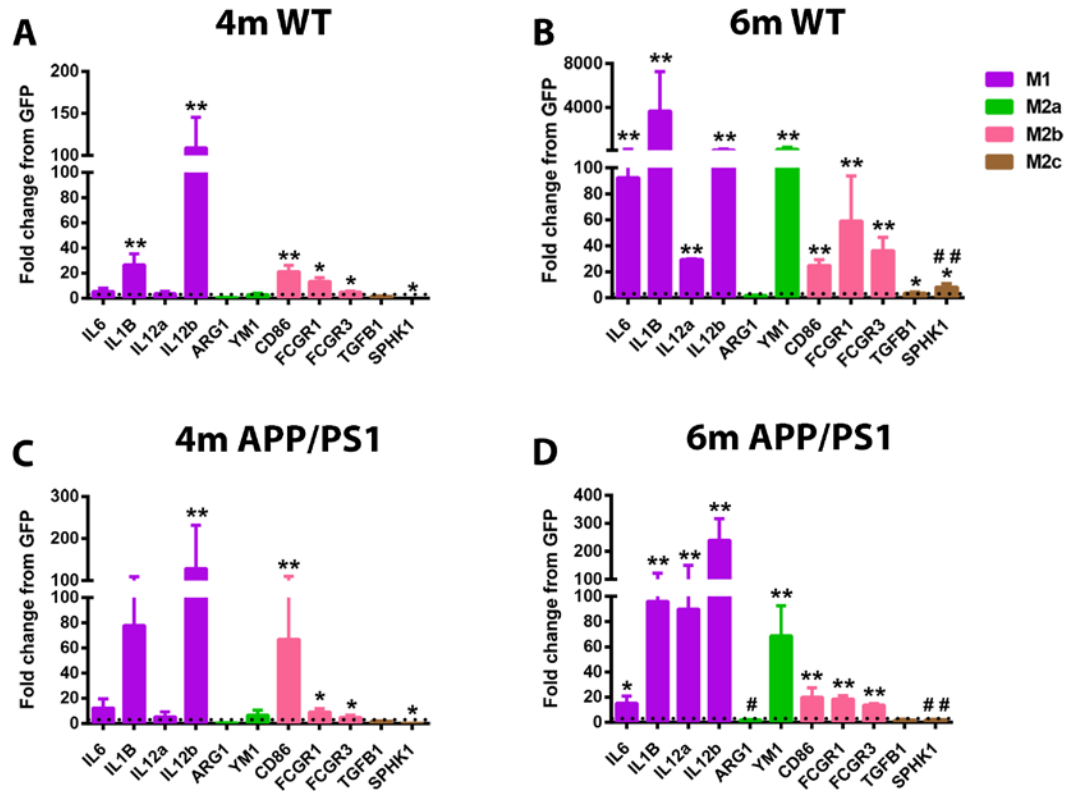 A
4m WT
Fold change from GFP
200
150
100
100
80
60
40
20
0
** ** ** * * *
IL6 IL1B IL12a IL12b ARG1 YM1 CD86 FCGR1 FCGR3 TGFB1 SPHK1
B
6m WT
Fold change from GFP
8000
4000
100
80
60
40
20
0
** ** ** ** ** ** ** ** * ## *
IL6 IL1B IL12a IL12b ARG1 YM1 CD86 FCGR1 FCGR3 TGFB1 SPHK1
M1
M2a
M2b
M2c
C
4m APP/PS1
Fold change from GFP
300
200
100
100
80
60
40
20
0
** ** * * *
IL6 IL1B IL12a IL12b ARG1 YM1 CD86 FCGR1 FCGR3 TGFB1 SPHK1
D
6m APP/PS1
Fold change from GFP
400
300
200
100
100
80
60
40
20
0
* ** ** ** # ** ** ** ** ##
IL6 IL1B IL12a IL12b ARG1 YM1 CD86 FCGR1 FCGR3 TGFB1 SPHK1